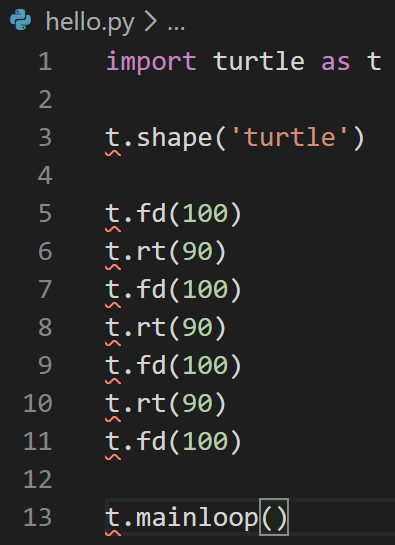 hello.py > ...
1 import turtle as t
2
3 t.shape('turtle')
4
5 t.fd(100)
6 t.rt(90)
7 t.fd(100)
8 t.rt(90)
9 t.fd(100)
10 t.rt(90)
11 t.fd(100)
12
13 t.mainloop()